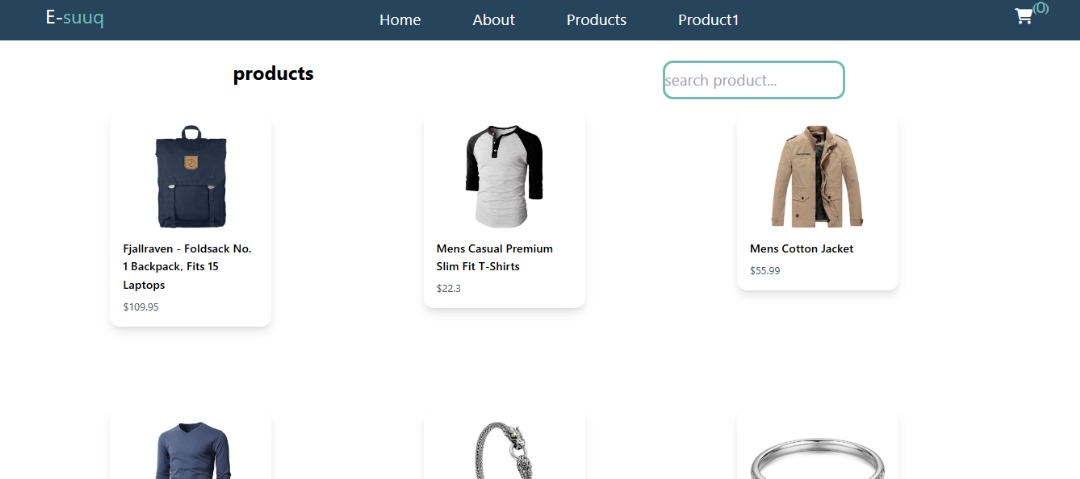 E-suuq
Home
About
Products
Product1
(0)
products
search product...
Fjallraven - Foldsack No.
1 Backpack, Fits 15
Laptops
$109.95
Mens Casual Premium
Slim Fit T-Shirts
$22.3
Mens Cotton Jacket
$55.99